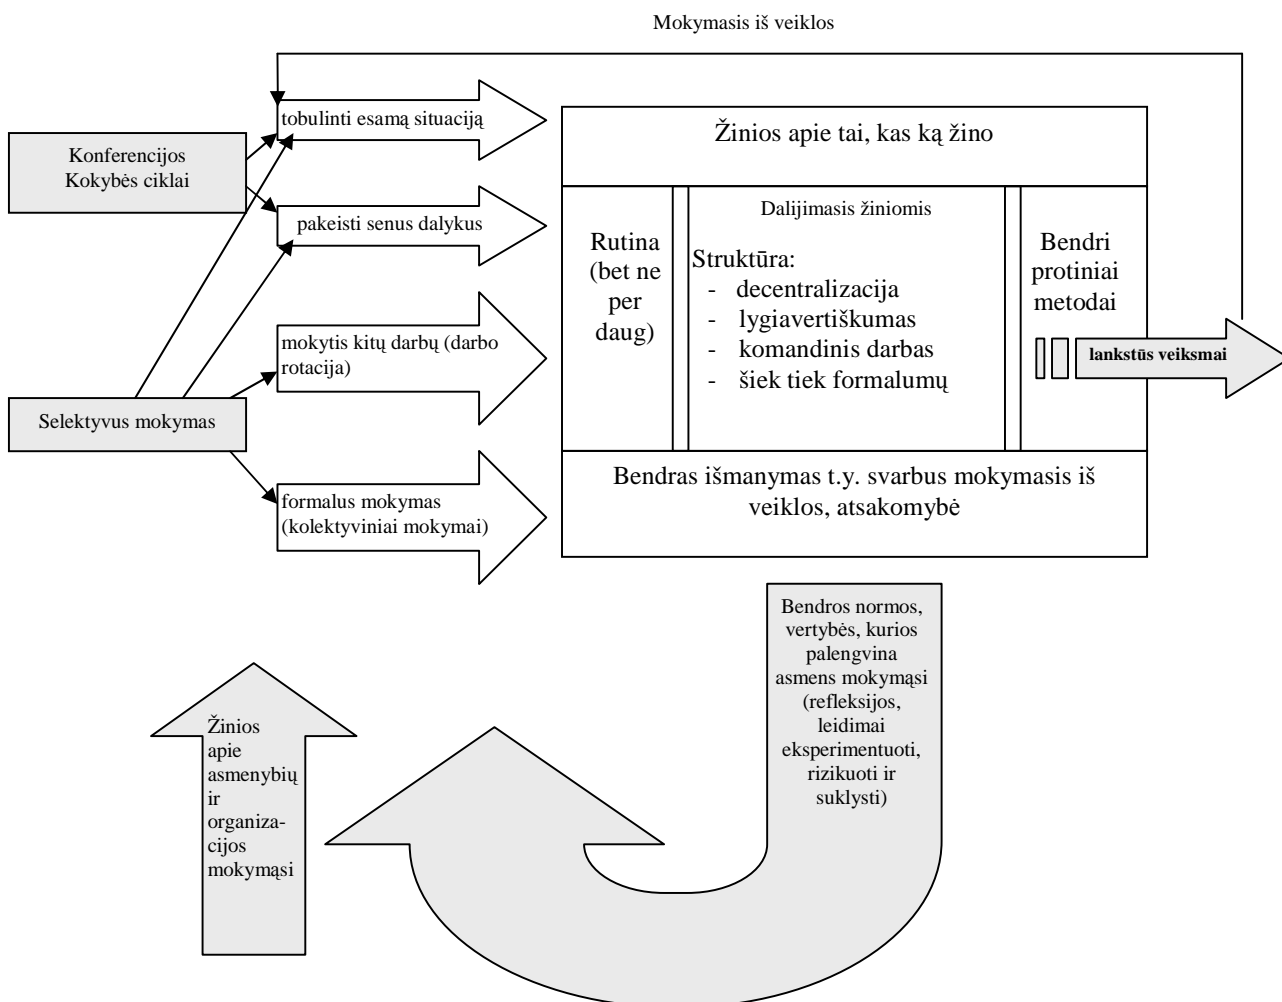 Mokymasis iš veiklos
tobulinti esamą situaciją
Konferencijos
Kokybės ciklai
pakeisti senus dalykus
mokytis kitų darbų (darbo
rotacija)
Selektyvus mokymas
formalus mokymas
(kolektyviniai mokymai)
Žinios apie tai, kas ką žino
Rutina
(bet ne
per
daug)
Dalijimasis žiniomis
Struktūra:
- decentralizacija
- lygiavertiškumas
- komandinis darbas
- šiek tiek formalumų
Bendri
protiniai
metodai
lankstūs veiksmai
Bendras išmanymas t.y. svarbus mokymasis iš
veiklos, atsakomybė
Bendros normos,
vertybės, kurios
palengvina
asmens mokymąsi
(refleksijos,
leidimai
eksperimentuoti,
rizikuoti ir
suklysti)
Žinios
apie
asmenybių
ir
organiza-
cijos
mokymąsi